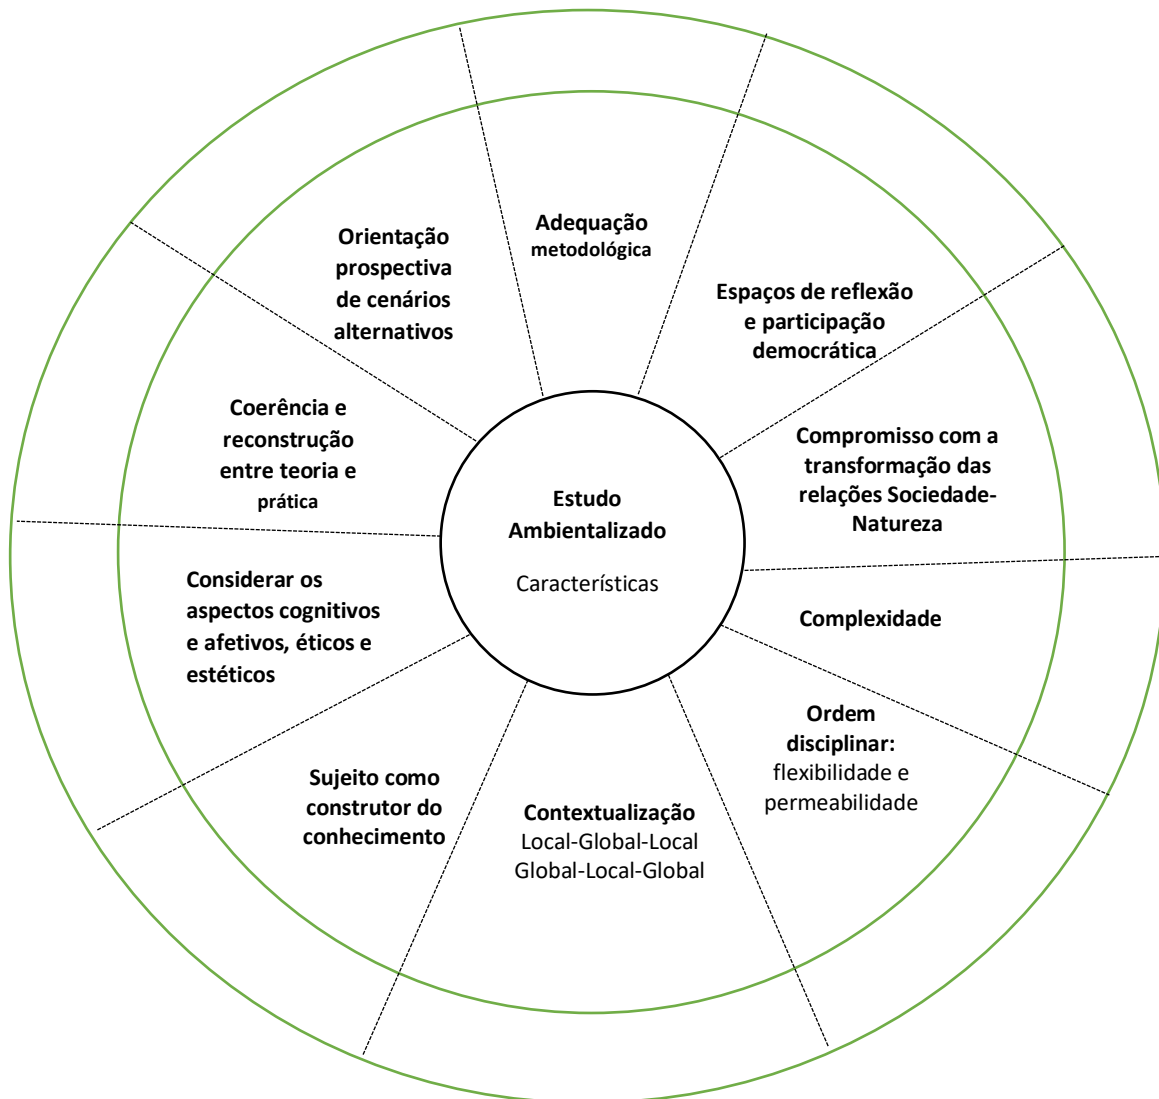 Adequação
metodológica
Espaços de reflexão
e participação
democrática
Compromisso com a
transformação das
relações Sociedade-
Natureza
Complexidade
Ordem
disciplinar:
flexibilidade e
permeabilidade
Contextualização
Local-Global-Local
Global-Local-Global
Sujeito como
construtor do
conhecimento
Considerar os
aspectos cognitivos
e afetivos, éticos e
estéticos
Coerência e
reconstrução
entre teoria e
prática
Orientação
prospectiva
de cenários
alternativos
Estudo
Ambientalizado
Características